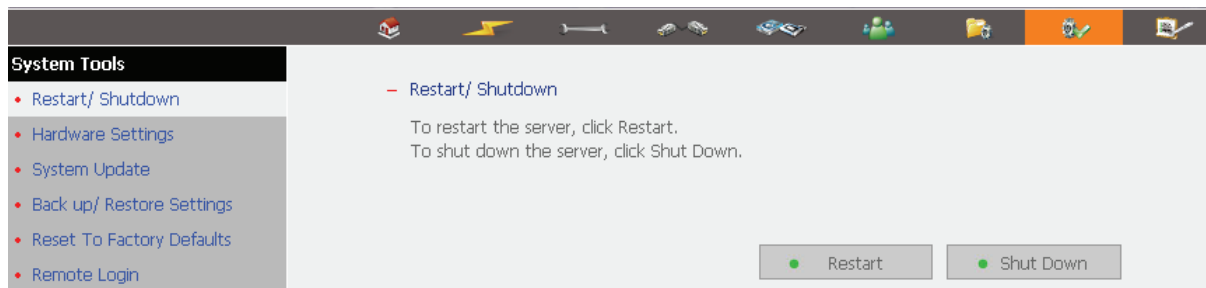 System Tools
Restart/ Shutdown
Hardware Settings
System Update
Back up/ Restore Settings
Reset To Factory Defaults
Remote Login
Restart/ Shutdown
To restart the server, click Restart.
To shut down the server, click Shut Down.
Restart
Shut Down